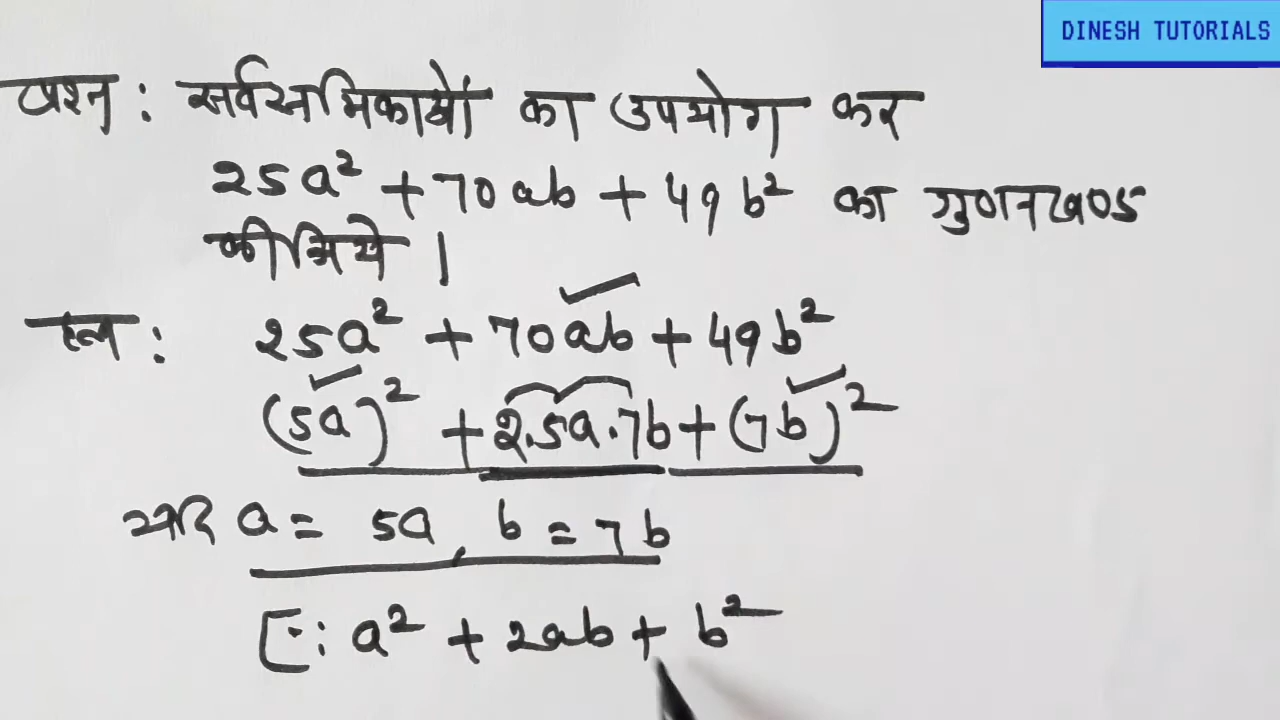 DINESH TUTORIALS
प्रश्न : सर्वसमिकाओं का उपयोग कर
25a² + 70ab + 49b² का गुणनखण्ड
कीजिये ।
हल : 25a² + 70ab + 49b²
(5a)² + 2.5a.7b + (7b)²
यदि a = 5a, b = 7b
[∵ a² + 2ab + b²